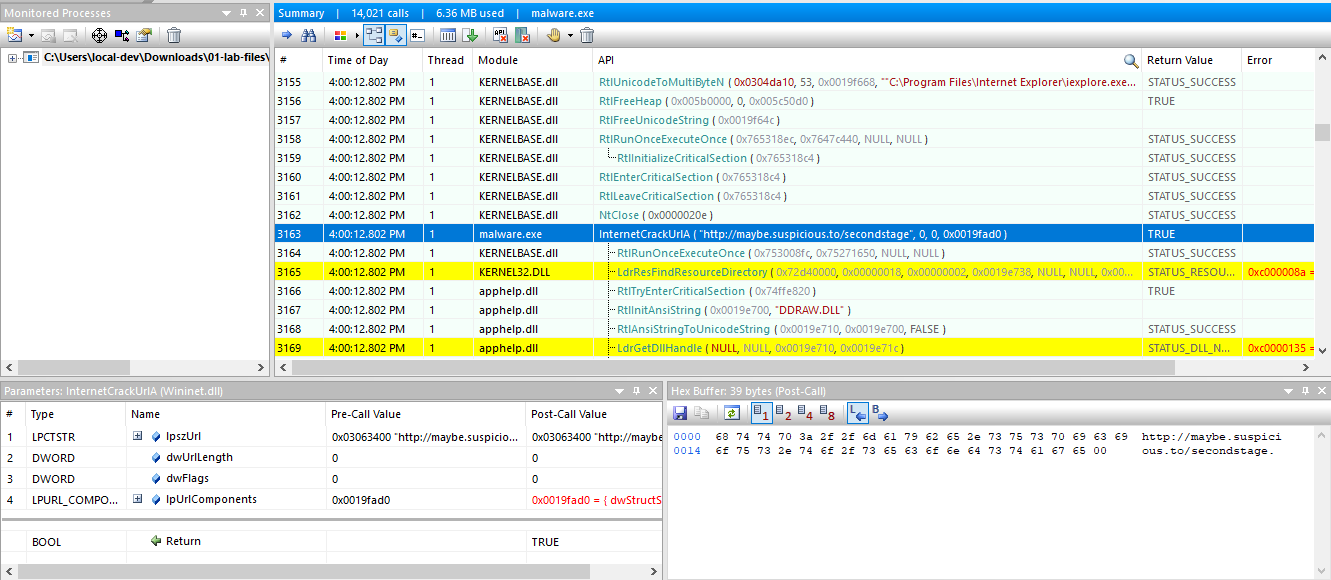 Monitored Processes
C:\Users\local-dev\Downloads\01-lab-files\
Summary | 14,021 calls | 6.36 MB used | malware.exe
# Time of Day Thread Module API Return Value Error
3155 4:00:12.802 PM 1 KERNELBASE.dll RtlUnicodeToMultiByteN ( 0x0304da10, 53, 0x0019f668, ""C:\Program Files\Internet Explorer\iexplore.exe... STATUS_SUCCESS
3156 4:00:12.802 PM 1 KERNELBASE.dll RtlFreeHeap ( 0x005b0000, 0, 0x005c50d0 ) TRUE
3157 4:00:12.802 PM 1 KERNELBASE.dll RtlFreeUnicodeString ( 0x0019f64c )
3158 4:00:12.802 PM 1 KERNELBASE.dll RtlRunOnceExecuteOnce ( 0x765318ec, 0x7647c440, NULL, NULL ) STATUS_SUCCESS
3159 4:00:12.802 PM 1 KERNELBASE.dll RtlInitializeCriticalSection ( 0x765318c4 ) STATUS_SUCCESS
3160 4:00:12.802 PM 1 KERNELBASE.dll RtlEnterCriticalSection ( 0x765318c4 ) STATUS_SUCCESS
3161 4:00:12.802 PM 1 KERNELBASE.dll RtlLeaveCriticalSection ( 0x765318c4 ) STATUS_SUCCESS
3162 4:00:12.802 PM 1 KERNELBASE.dll NtClose ( 0x0000020e ) STATUS_SUCCESS
3163 4:00:12.802 PM 1 malware.exe InternetCrackUrlA ( "http://maybe.suspicious.to/secondstage", 0, 0, 0x0019fad0 ) TRUE
3164 4:00:12.802 PM 1 KERNELBASE.dll RtlRunOnceExecuteOnce ( 0x753008fc, 0x75271650, NULL, NULL ) STATUS_SUCCESS
3165 4:00:12.802 PM 1 KERNEL32.DLL LdrResFindResourceDirectory ( 0x72d40000, 0x00000018, 0x00000002, 0x0019e738, NULL, NULL, 0x00... STATUS_RESOU... 0xc000008a =
3166 4:00:12.802 PM 1 apphelp.dll RtlTryEnterCriticalSection ( 0x74ffe820 ) TRUE
3167 4:00:12.802 PM 1 apphelp.dll RtlInitAnsiString ( 0x0019e700, "DDRAW.DLL" )
3168 4:00:12.802 PM 1 apphelp.dll RtlAnsiStringToUnicodeString ( 0x0019e710, 0x0019e700, FALSE ) STATUS_SUCCESS
3169 4:00:12.802 PM 1 apphelp.dll LdrGetDllHandle ( NULL, NULL, 0x0019e710, 0x0019e71c ) STATUS_DLL_N... 0xc0000135 =
Parameters: InternetCrackUrlA (Wininet.dll)
# Type Name Pre-Call Value Post-Call Value
1 LPCTSTR lpszUrl 0x03063400 "http://maybe.suspicio... 0x03063400 "http://maybe
2 DWORD dwUrlLength 0 0
3 DWORD dwFlags 0 0
4 LPURL_COMPO... lpUrlComponents 0x0019fad0 0x0019fad0 = { dwStructS
BOOL Return TRUE
Hex Buffer: 39 bytes (Post-Call)
1 2 4 8 L B
0000 68 74 74 70 3a 2f 2f 6d 61 79 62 65 2e 73 75 73 70 69 63 69 http://maybe.suspici
0014 6f 75 73 2e 74 6f 2f 73 65 63 6f 6e 64 73 74 61 67 65 00 ous.to/secondstage.